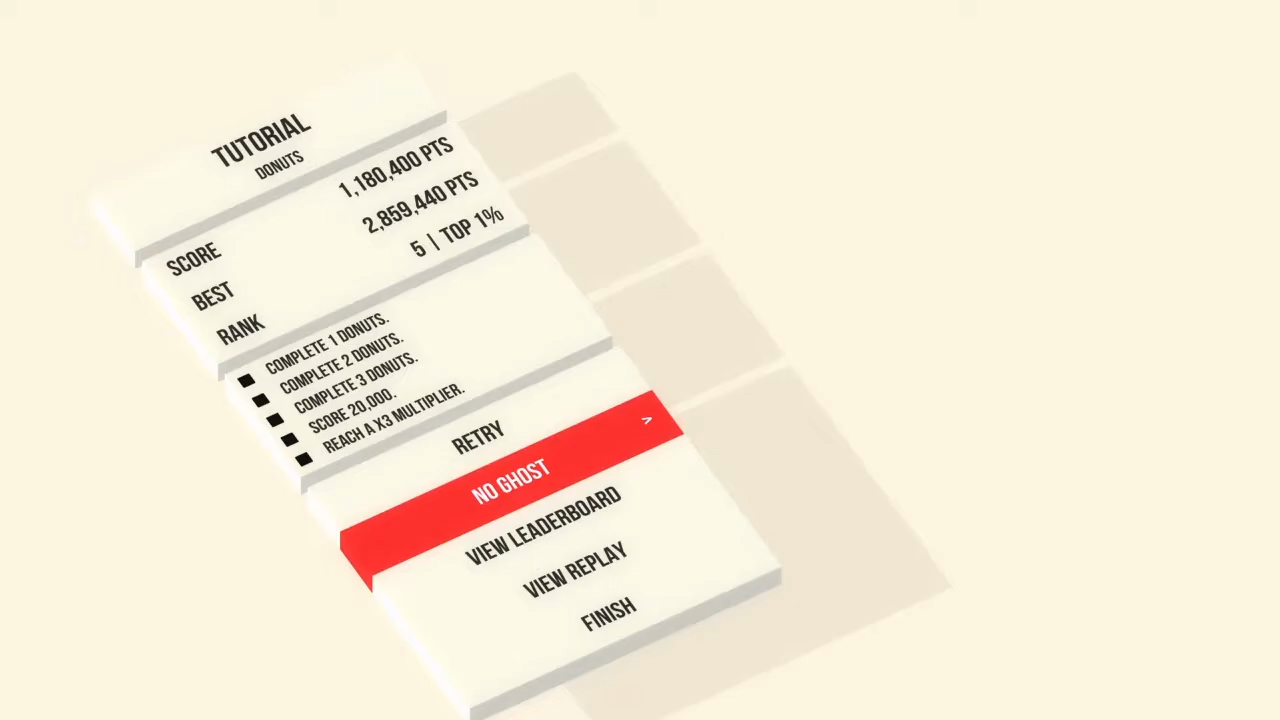 TUTORIAL
DONUTS
SCORE 1,180,400 PTS
BEST 2,859,440 PTS
RANK 5 | TOP 1%
COMPLETE 1 DONUTS.
COMPLETE 2 DONUTS.
COMPLETE 3 DONUTS.
SCORE 20,000.
REACH A X3 MULTIPLIER.
RETRY
NO GHOST >
VIEW LEADERBOARD
VIEW REPLAY
FINISH